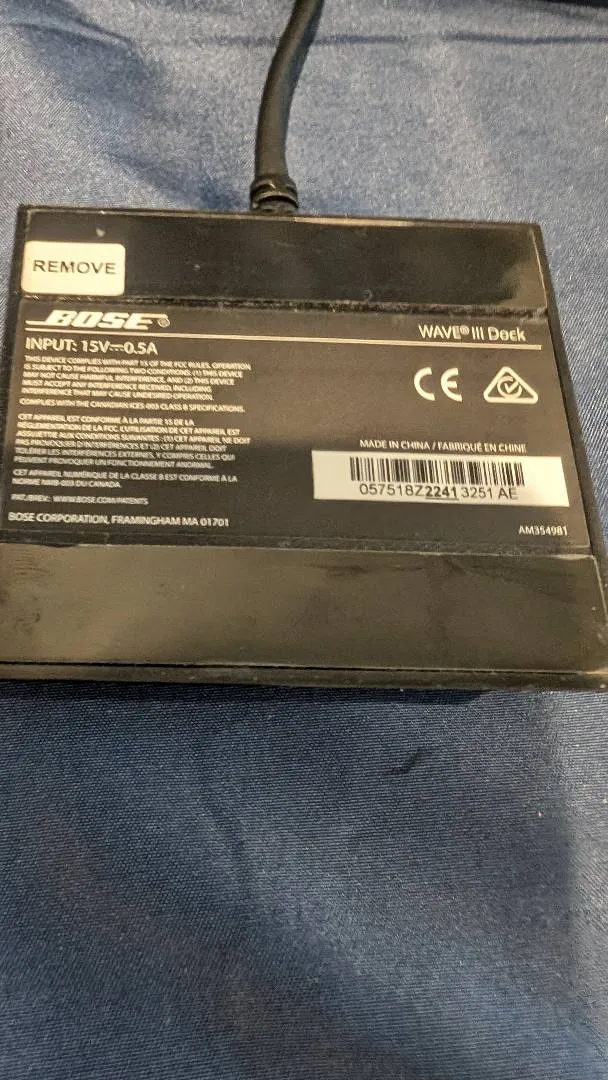 REMOVE
BOSE®
WAVE® III Dock
INPUT: 15V⎓0.5A
THIS DEVICE COMPLIES WITH PART 15 OF THE FCC RULES. OPERATION
IS SUBJECT TO THE FOLLOWING TWO CONDITIONS: (1) THIS DEVICE
MAY NOT CAUSE HARMFUL INTERFERENCE, AND (2) THIS DEVICE
MUST ACCEPT ANY INTERFERENCE RECEIVED, INCLUDING
INTERFERENCE THAT MAY CAUSE UNDESIRED OPERATION.
COMPLIES WITH THE CANADIAN ICES-003 CLASS B SPECIFICATIONS.
CET APPAREIL EST CONFORME À LA PARTIE 15 DE LA
RÉGLEMENTATION DE LA FCC. L'UTILISATION DE CET APPAREIL EST
ASSUJETTIE AUX CONDITIONS SUIVANTES : (1) CET APPAREIL NE DOIT
PAS PROVOQUER D'INTERFÉRENCES ET (2) CET APPAREIL DOIT
TOLÉRER LES INTERFÉRENCES EXTERNES, Y COMPRIS CELLES QUI
PEUVENT PROVOQUER UN FONCTIONNEMENT ANORMAL.
CET APPAREIL NUMÉRIQUE DE LA CLASSE B EST CONFORME À LA
NORME NMB-003 DU CANADA.
PAT./BREV.: WWW.BOSE.COM/PATENTS
BOSE CORPORATION, FRAMINGHAM MA 01701
CE
MADE IN CHINA / FABRIQUÉ EN CHINE
057518Z22413251AE
AM354981